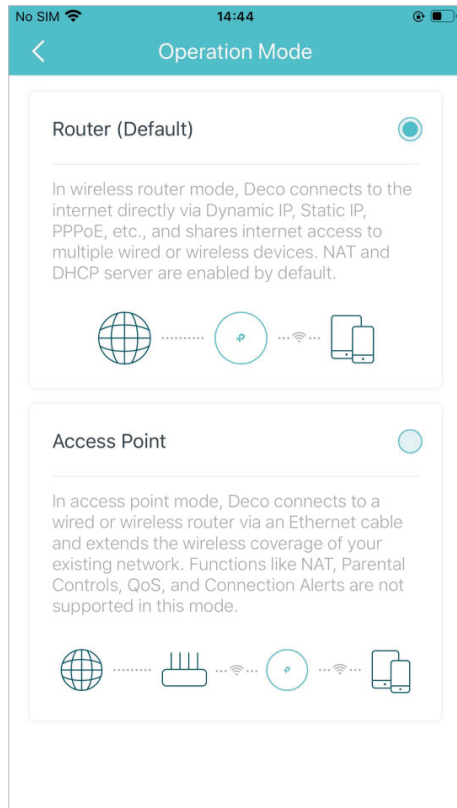 No SIM 14:44
Operation Mode
Router (Default)
In wireless router mode, Deco connects to the
internet directly via Dynamic IP, Static IP,
PPPoE, etc., and shares internet access to
multiple wired or wireless devices. NAT and
DHCP server are enabled by default.
Access Point
In access point mode, Deco connects to a
wired or wireless router via an Ethernet cable
and extends the wireless coverage of your
existing network. Functions like NAT, Parental
Controls, QoS, and Connection Alerts are not
supported in this mode.